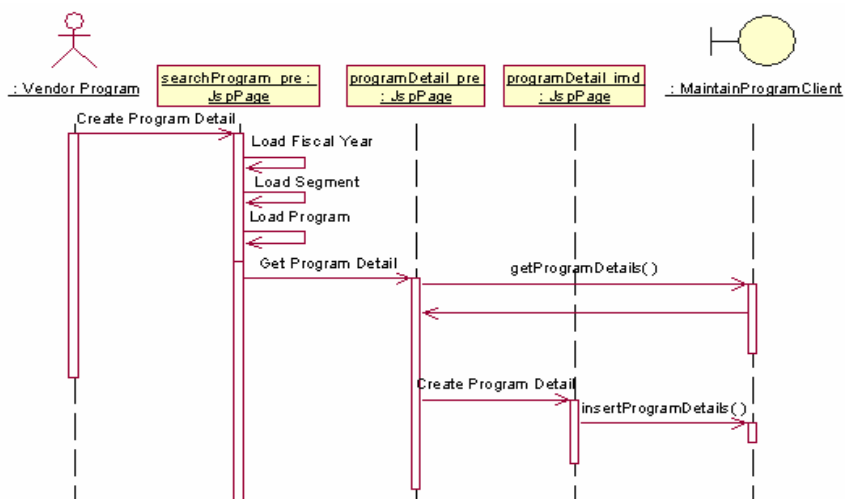 : Vendor Program
searchProgram_pre :
JspPage
programDetail_pre
: JspPage
programDetail_imd
: JspPage
: MaintainProgramClient
Create Program Detail
Load Fiscal Year
Load Segment
Load Program
Get Program Detail
getProgramDetails()
Create Program Detail
insertProgramDetails()